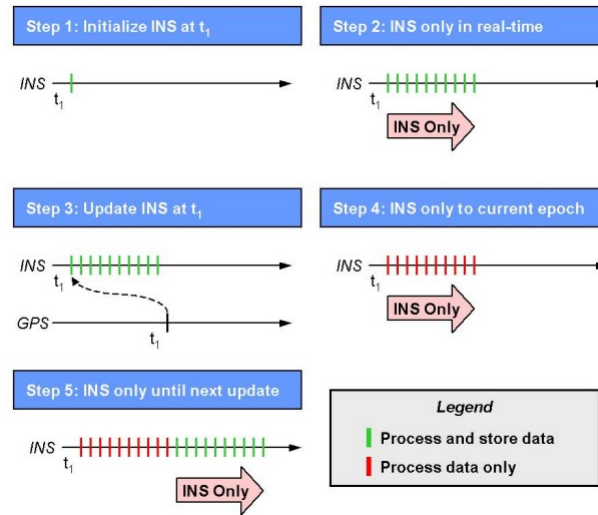 Step 1: Initialize INS at t1
INS
t1
Step 2: INS only in real-time
INS
t1
INS Only
Step 3: Update INS at t1
INS
t1
GPS
t1
Step 4: INS only to current epoch
INS
t1
INS Only
Step 5: INS only until next update
INS
t1
INS Only
Legend
Process and store data
Process data only